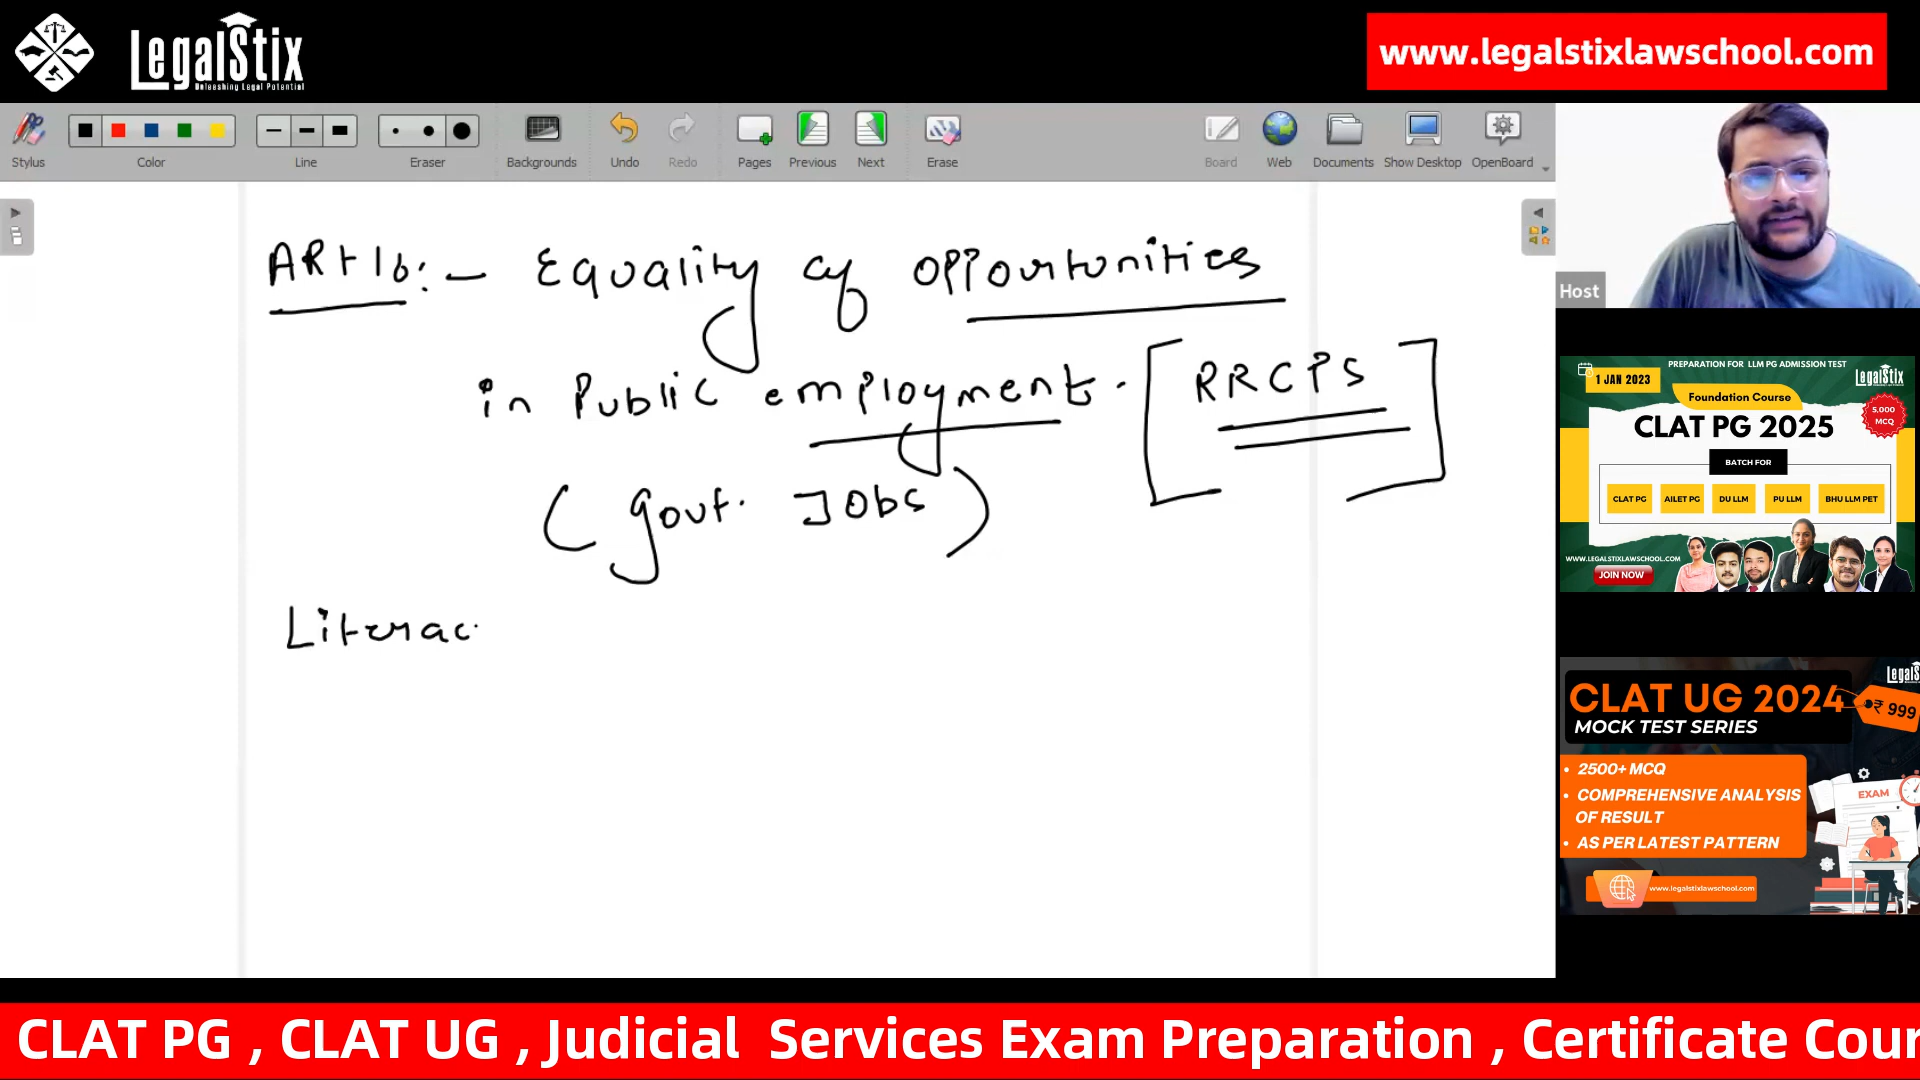 LegalStix
Unleashing Legal Potential
www.legalstixlawschool.com
Stylus
Color
Line
Eraser
Backgrounds
Undo
Redo
Pages
Previous
Next
Erase
Board
Web
Documents
Show Desktop
OpenBoard
ARt 16:- Equality of opportunities
in Public employment. [RRCPS]
(govt. Jobs)
Literac
Host
PREPARATION FOR LLM PG ADMISSION TEST
LegalStix
1 JAN 2023
Foundation Course
5,000
MCQ
CLAT PG 2025
BATCH FOR
CLAT PG
AILET PG
DU LLM
PU LLM
BHU LLM PET
WWW.LEGALSTIXLAWSCHOOL.COM
JOIN NOW
LegalS
CLAT UG 2024
₹ 999
MOCK TEST SERIES
• 2500+ MCQ
• COMPREHENSIVE ANALYSIS
OF RESULT
• AS PER LATEST PATTERN
EXAM
www.legalstixlawschool.com
CLAT PG , CLAT UG , Judicial Services Exam Preparation , Certificate Cour